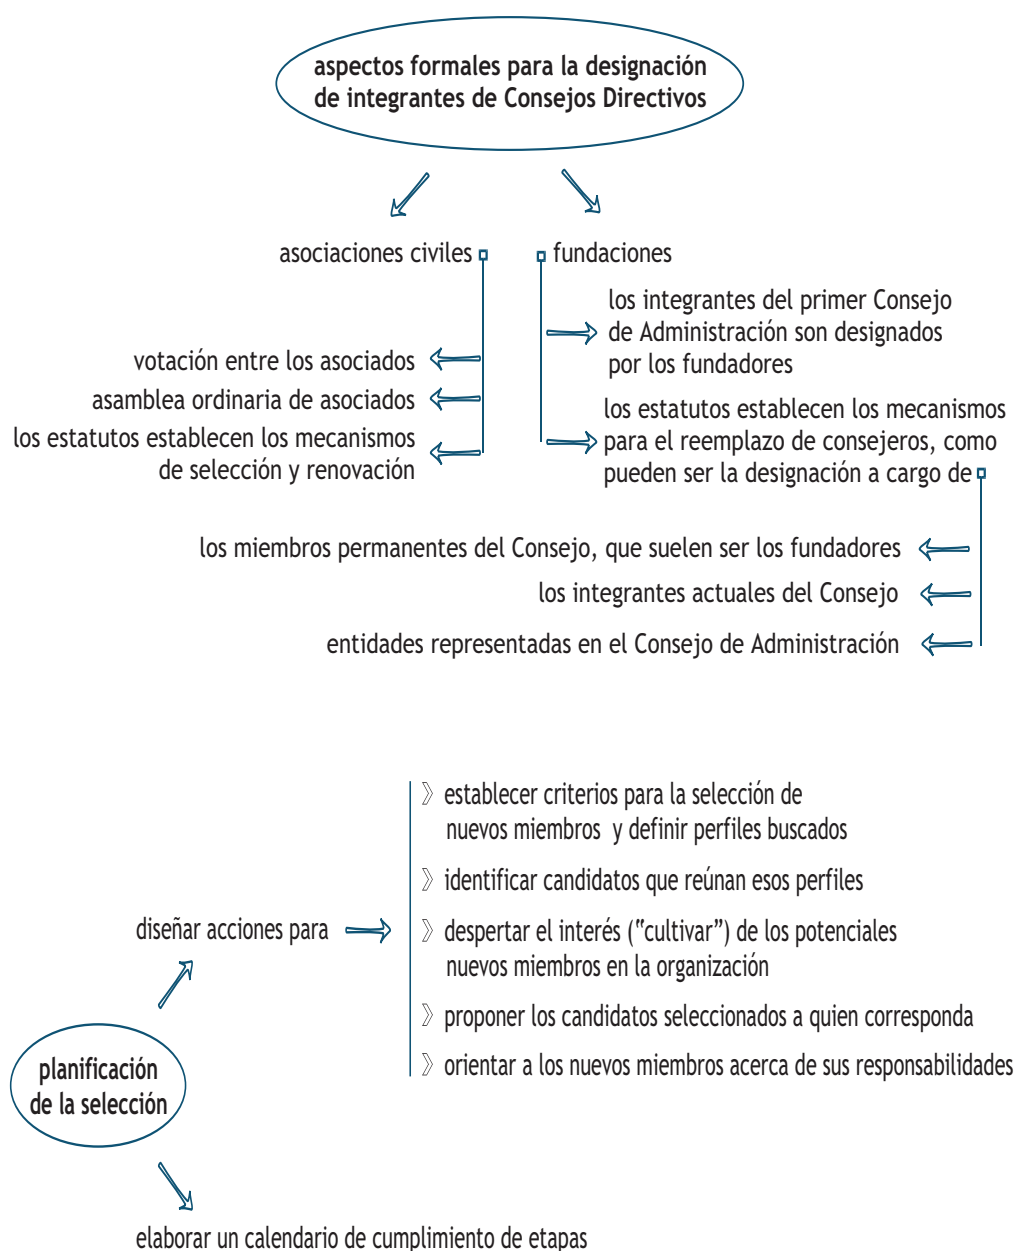 aspectos formales para la designación
de integrantes de Consejos Directivos
asociaciones civiles
votación entre los asociados
asamblea ordinaria de asociados
los estatutos establecen los mecanismos
de selección y renovación
fundaciones
los integrantes del primer Consejo
de Administración son designados
por los fundadores
los estatutos establecen los mecanismos
para el reemplazo de consejeros, como
pueden ser la designación a cargo de
los miembros permanentes del Consejo, que suelen ser los fundadores
los integrantes actuales del Consejo
entidades representadas en el Consejo de Administración
planificación
de la selección
diseñar acciones para
》establecer criterios para la selección de
nuevos miembros y definir perfiles buscados
》identificar candidatos que reúnan esos perfiles
》despertar el interés (“cultivar”) de los potenciales
nuevos miembros en la organización
》proponer los candidatos seleccionados a quien corresponda
》orientar a los nuevos miembros acerca de sus responsabilidades
elaborar un calendario de cumplimiento de etapas